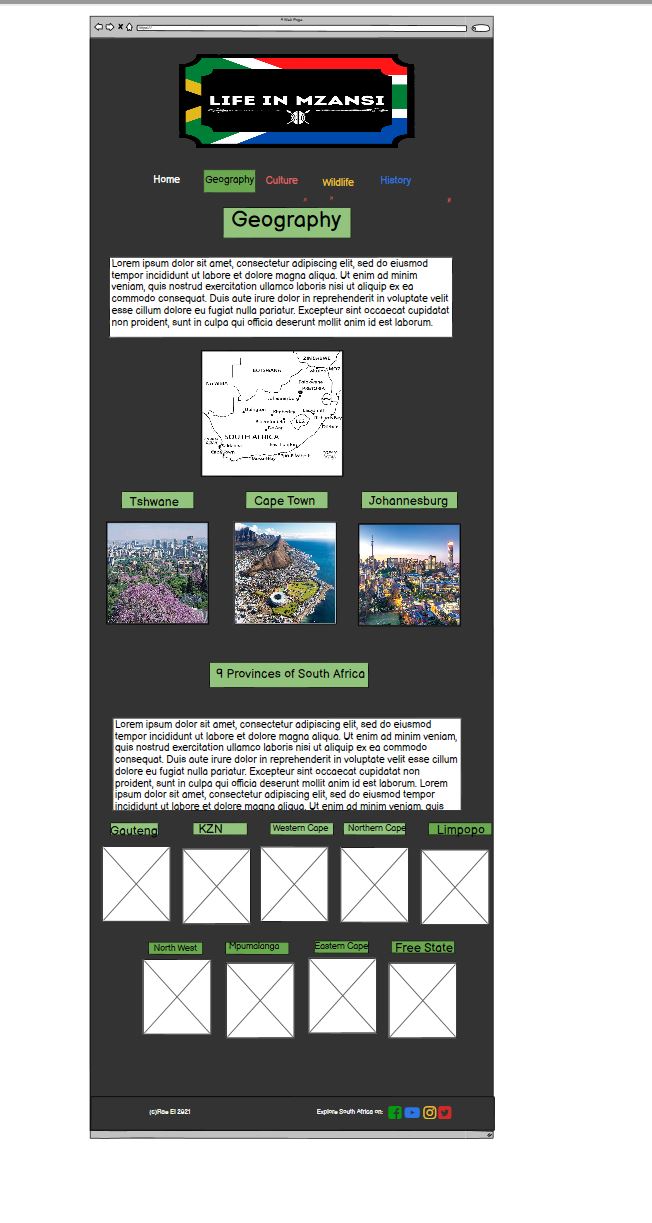 A Web Page
https://
LIFE IN MZANSI
Home
Geography
Culture
Wildlife
History
Geography
Lorem ipsum dolor sit amet, consectetur adipiscing elit, sed do eiusmod
tempor incididunt ut labore et dolore magna aliqua. Ut enim ad minim
veniam, quis nostrud exercitation ullamco laboris nisi ut aliquip ex ea
commodo consequat. Duis aute irure dolor in reprehenderit in voluptate velit
esse cillum dolore eu fugiat nulla pariatur. Excepteur sint occaecat cupidatat
non proident, sunt in culpa qui officia deserunt mollit anim id est laborum.
ZIMBABWE
BOTSWANA
NAMIBIA
PRETORIA
Johannesburg
Kimberley
SOUTH AFRICA
Durban
Tshwane
Cape Town
Johannesburg
9 Provinces of South Africa
Lorem ipsum dolor sit amet, consectetur adipiscing elit, sed do eiusmod
tempor incididunt ut labore et dolore magna aliqua. Ut enim ad minim veniam,
quis nostrud exercitation ullamco laboris nisi ut aliquip ex ea commodo
consequat. Duis aute irure dolor in reprehenderit in voluptate velit esse cillum
dolore eu fugiat nulla pariatur. Excepteur sint occaecat cupidatat non
proident, sunt in culpa qui officia deserunt mollit anim id est laborum. Lorem
ipsum dolor sit amet, consectetur adipiscing elit, sed do eiusmod tempor
incididunt ut labore et dolore magna aliqua. Ut enim ad minim veniam, quis
Gauteng
KZN
Western Cape
Northern Cape
Limpopo
North West
Mpumalanga
Eastern Cape
Free State
(c)Rae El 2021
Explore South Africa on: